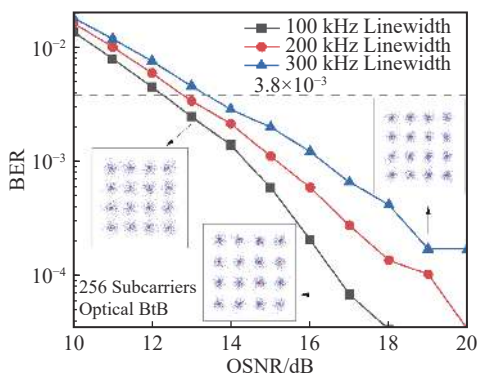 100 kHz Linewidth
200 kHz Linewidth
300 kHz Linewidth
3.8×10⁻³
10⁻²
10⁻³
10⁻⁴
BER
256 Subcarriers
Optical BtB
10 12 14 16 18 20
OSNR/dB